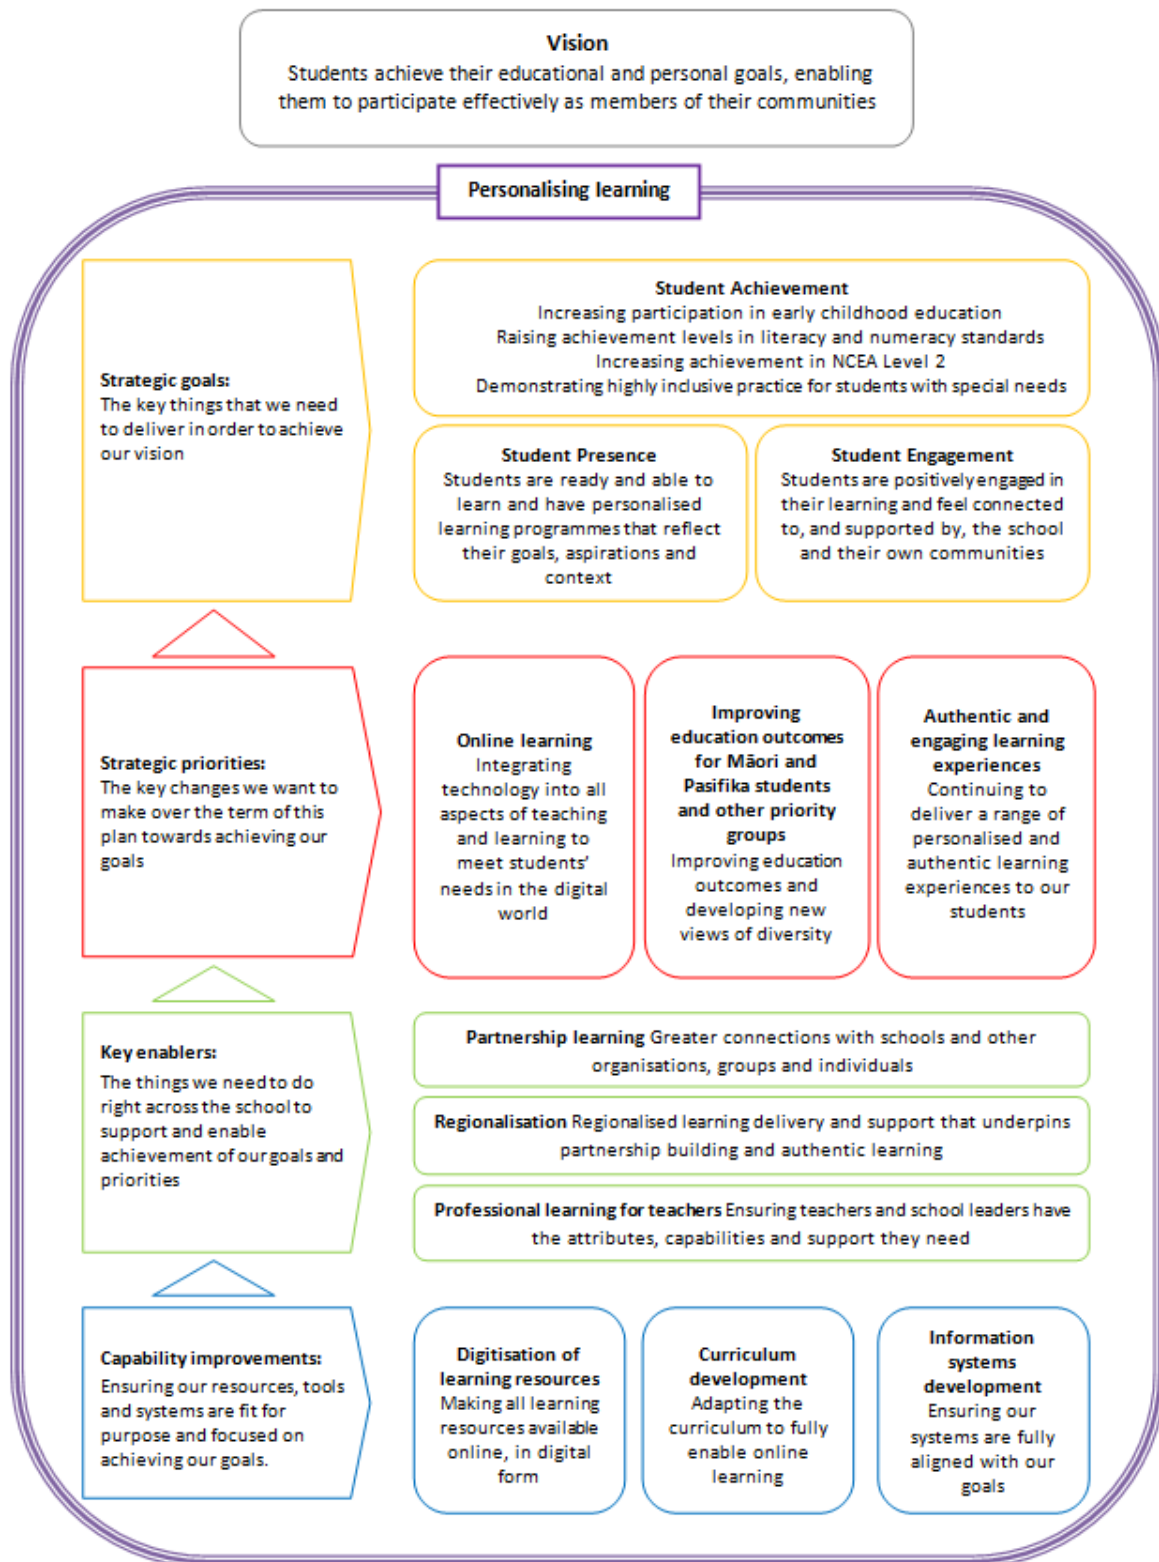 Vision
Students achieve their educational and personal goals, enabling
them to participate effectively as members of their communities
Personalising learning
Strategic goals:
The key things that we need
to deliver in order to achieve
our vision
Student Achievement
Increasing participation in early childhood education
Raising achievement levels in literacy and numeracy standards
Increasing achievement in NCEA Level 2
Demonstrating highly inclusive practice for students with special needs
Student Presence
Students are ready and able to
learn and have personalised
learning programmes that reflect
their goals, aspirations and
context
Student Engagement
Students are positively engaged in
their learning and feel connected
to, and supported by, the school
and their own communities
Strategic priorities:
The key changes we want to
make over the term of this
plan towards achieving our
goals
Online learning
Integrating
technology into all
aspects of teaching
and learning to
meet students'
needs in the digital
world
Improving
education outcomes
for Māori and
Pasifika students
and other priority
groups
Improving education
outcomes and
developing new
views of diversity
Authentic and
engaging learning
experiences
Continuing to
deliver a range of
personalised and
authentic learning
experiences to our
students
Key enablers:
The things we need to do
right across the school to
support and enable
achievement of our goals and
priorities
Partnership learning Greater connections with schools and other
organisations, groups and individuals
Regionalisation Regionalised learning delivery and support that underpins
partnership building and authentic learning
Professional learning for teachers Ensuring teachers and school leaders have
the attributes, capabilities and support they need
Capability improvements:
Ensuring our resources, tools
and systems are fit for
purpose and focused on
achieving our goals.
Digitisation of
learning resources
Making all learning
resources available
online, in digital
form
Curriculum
development
Adapting the
curriculum to fully
enable online
learning
Information
systems
development
Ensuring our
systems are fully
aligned with our
goals